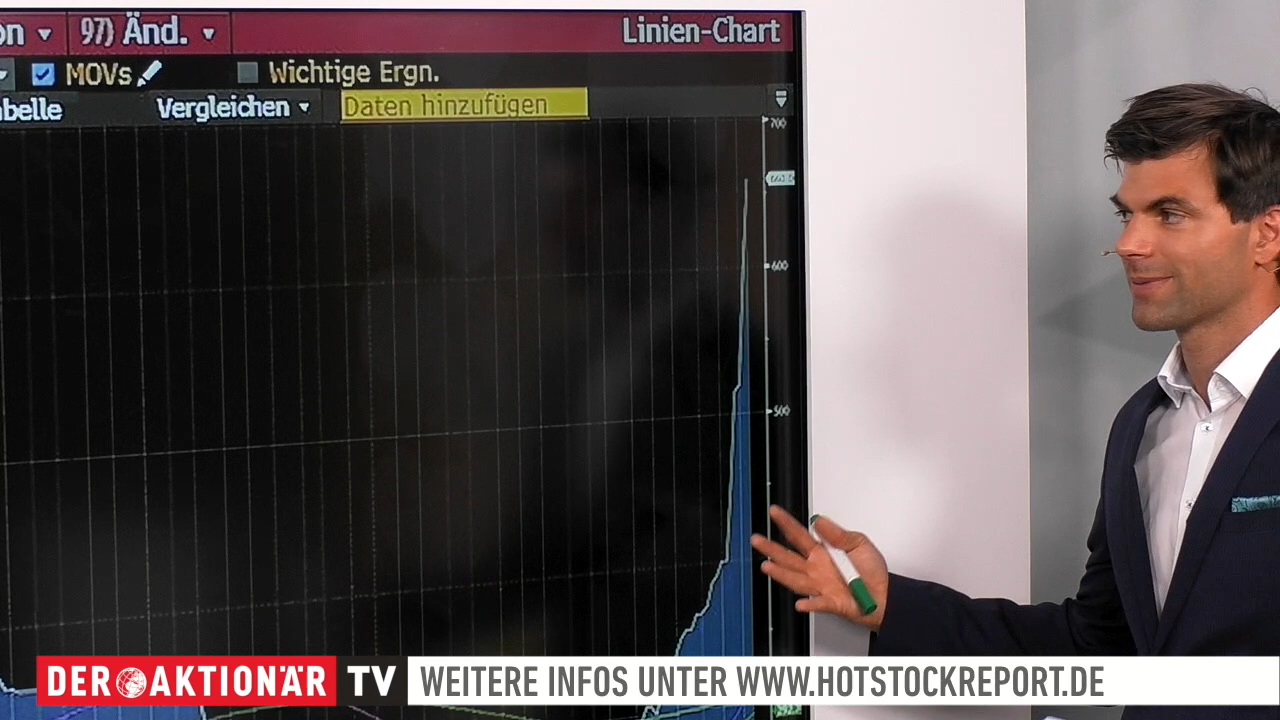 on 97) Änd. Linien-Chart
MOVs Wichtige Ergn.
belle Vergleichen Daten hinzufügen
700
600
500
DER AKTIONÄR TV WEITERE INFOS UNTER WWW.HOTSTOCKREPORT.DE